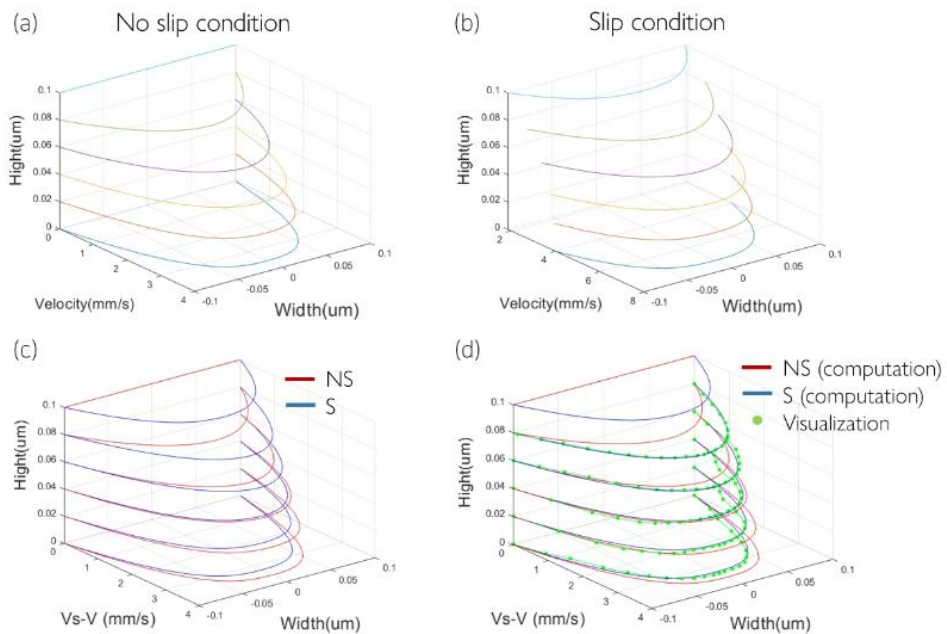 (a) No slip condition
Hight(um)
0.1
0.08
0.06
0.04
0.02
0
0 1 2 3 4
Velocity(mm/s)
-0.1 -0.05 0 0.05 0.1
Width(um)
(b) Slip condition
Hight(um)
0.1
0.08
0.06
0.04
0.02
0
2 4 6 8
Velocity(mm/s)
-0.1 -0.05 0 0.05 0.1
Width(um)
(c)
NS
S
Hight(um)
0.1
0.08
0.06
0.04
0.02
0
0 1 2 3 4
Vs-V (mm/s)
-0.1 -0.05 0 0.05 0.1
Width(um)
(d)
NS (computation)
S (computation)
Visualization
Hight(um)
0.1
0.08
0.06
0.04
0.02
0
0 1 2 3 4
Vs-V (mm/s)
-0.1 -0.05 0 0.05 0.1
Width(um)